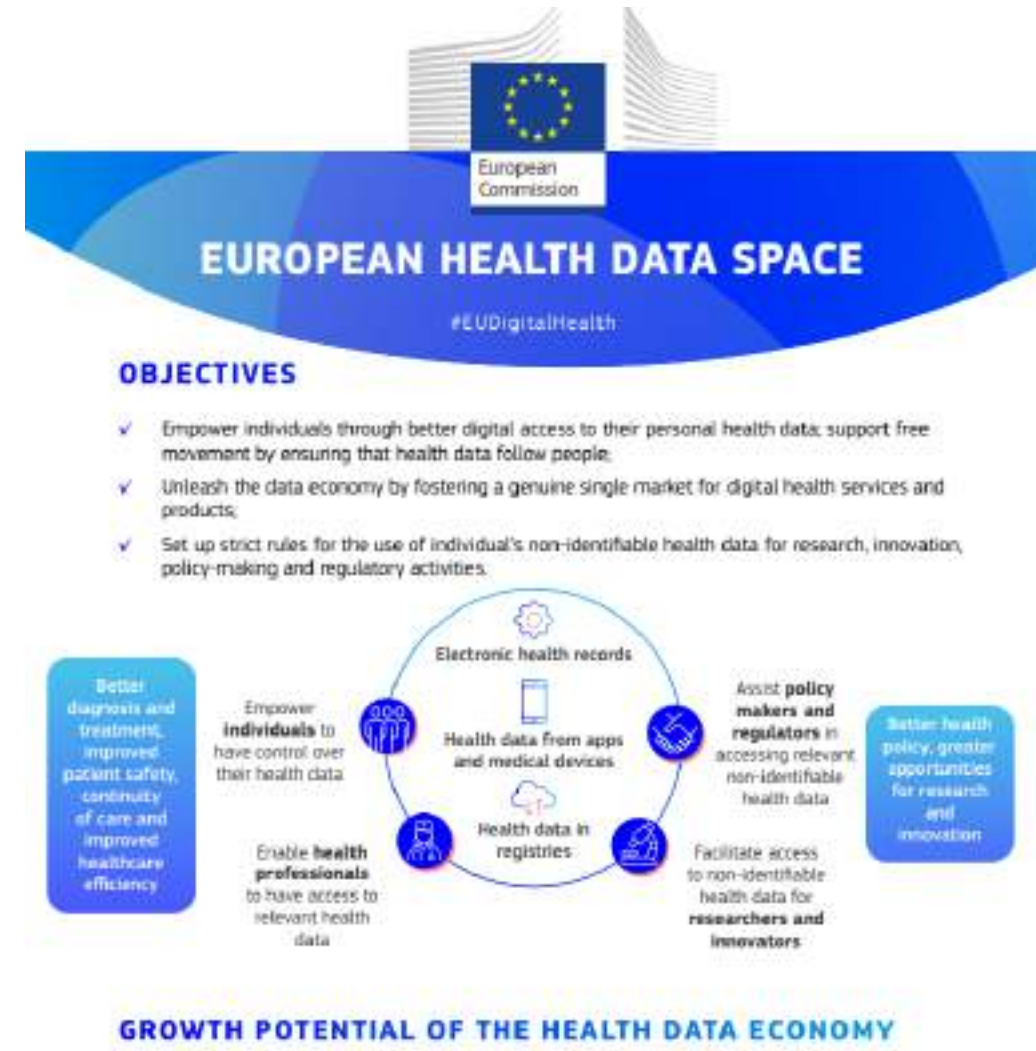 European
Commission
EUROPEAN HEALTH DATA SPACE
#EUDigitalHealth
OBJECTIVES
Empower individuals through better digital access to their personal health data; support free
movement by ensuring that health data follow people;
Unleash the data economy by fostering a genuine single market for digital health services and
products;
Set up strict rules for the use of individual's non-identifiable health data for research, innovation,
policy-making and regulatory activities.
Better
diagnosis and
treatment,
improved
patient safety,
continuity
of care and
improved
healthcare
efficiency
Empower
individuals to
have control over
their health data
Enable health
professionals
to have access to
relevant health
data
Electronic health records
Health data from apps
and medical devices
Health data in
registries
Assist policy
makers and
regulators in
accessing relevant
non-identifiable
health data
Facilitate access
to non-identifiable
health data for
researchers and
innovators
Better health
policy, greater
opportunities
for research
and
innovation
GROWTH POTENTIAL OF THE HEALTH DATA ECONOMY